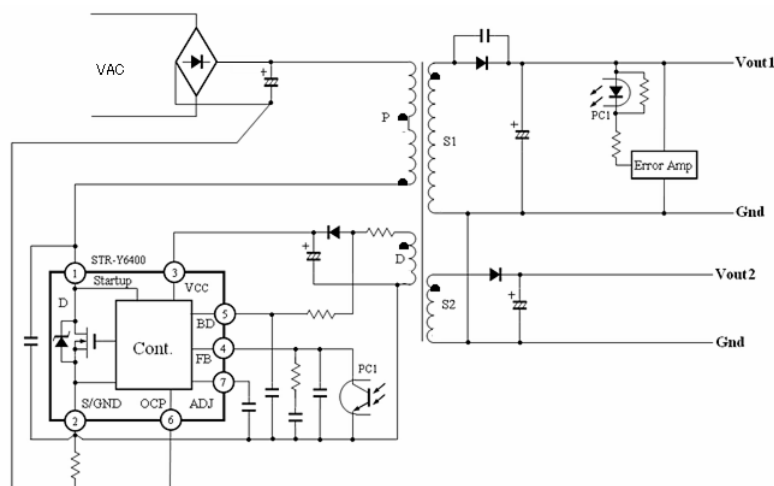 VAC
Vout1
P
S1
PC1
Error Amp
Gnd
STR-Y6400
D
1
3
Startup
VCC
S2
Vout2
D
BD
5
Cont.
FB
4
Gnd
PC1
7
S/GND
OCP
ADJ
2
6
+
+
+
+